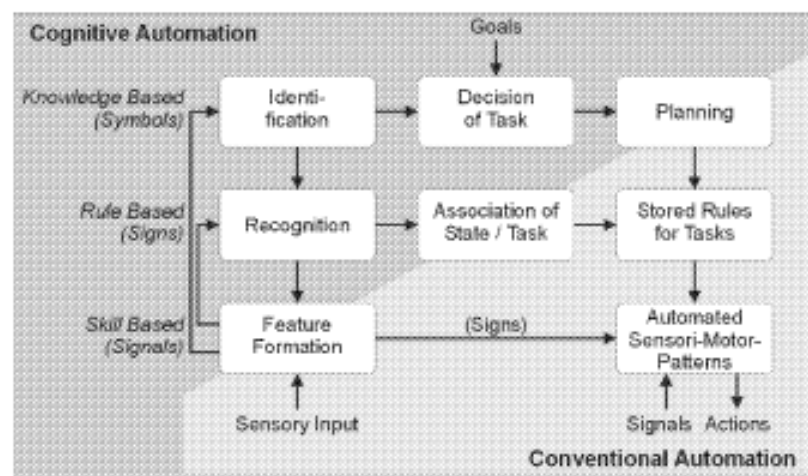 Cognitive Automation
Goals
Knowledge Based
(Symbols)
Identi-
fication
Decision
of Task
Planning
Rule Based
(Signs)
Recognition
Association of
State / Task
Stored Rules
for Tasks
Skill Based
(Signals)
Feature
Formation
(Signs)
Automated
Sensori-Motor-
Patterns
Sensory Input
Signals
Actions
Conventional Automation